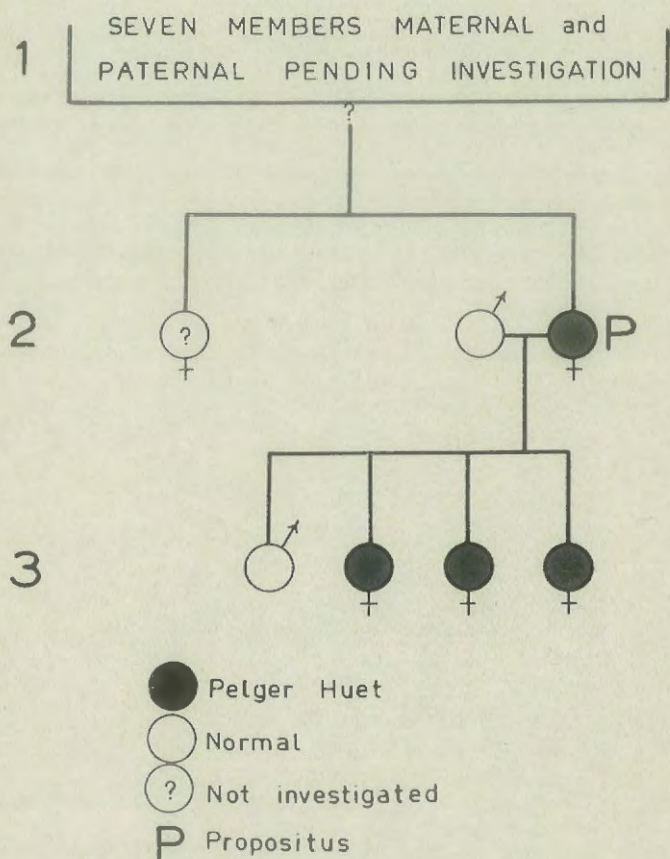 1
SEVEN MEMBERS MATERNAL and
PATERNAL PENDING INVESTIGATION
?
2
?
P
3
Pelger Huet
Normal
? Not investigated
P Propositus